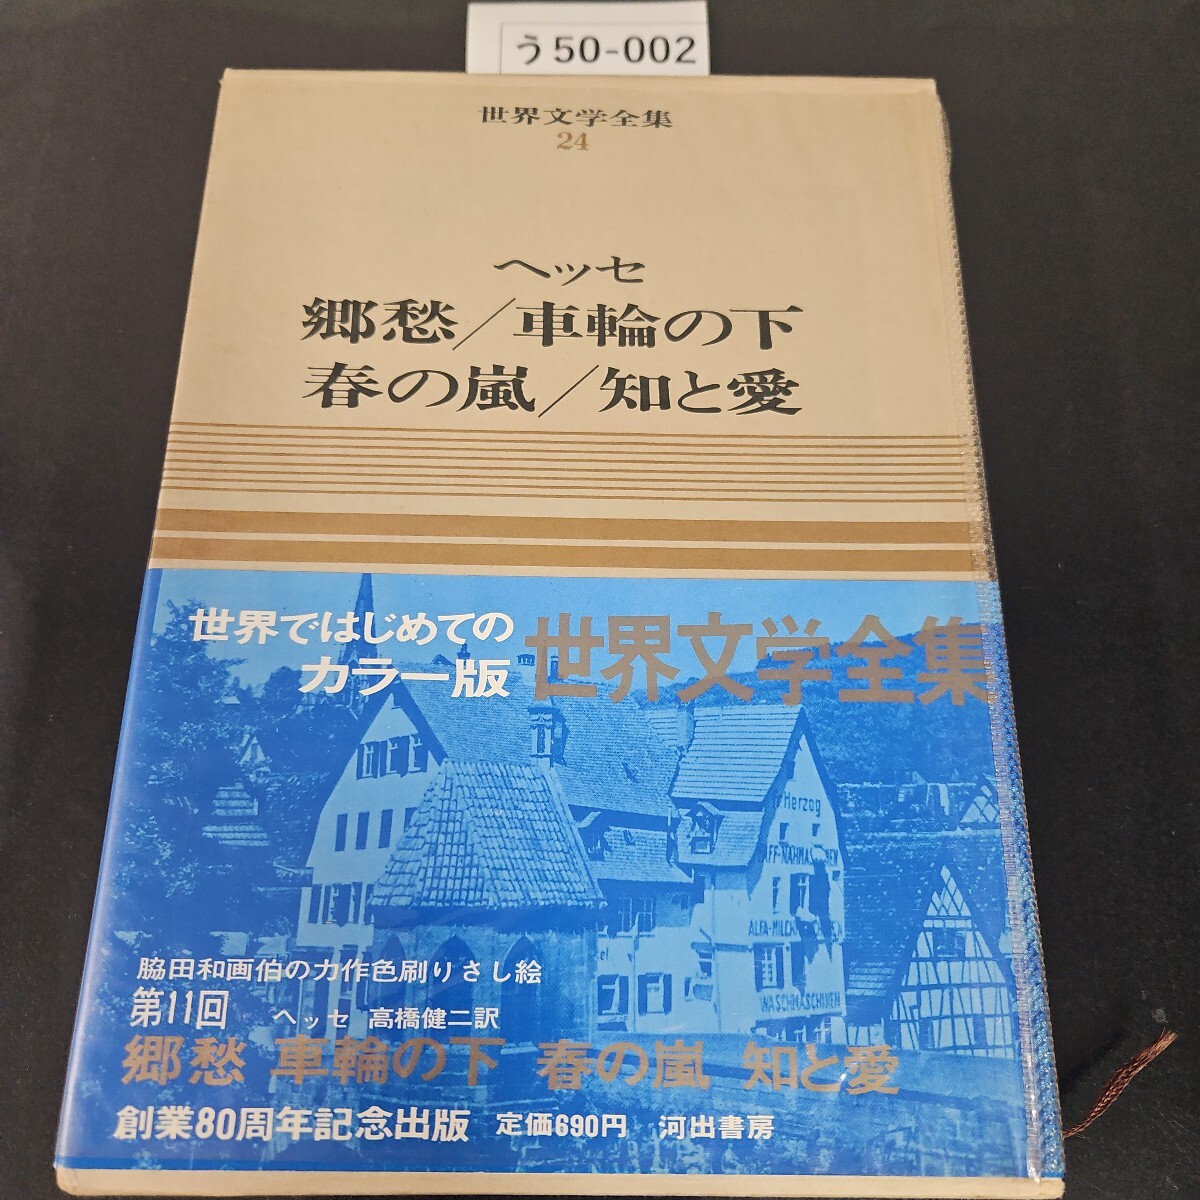 う50-002
世界文学全集
24
ヘッセ
郷愁/車輪の下
春の嵐/知と愛
世界ではじめての
カラー版
世界文学全集
Herzog
ALFA-MILCH
WASCHMASCHINEN
脇田和画伯の力作色刷りさし絵
第11回 ヘッセ 高橋健二訳
郷愁 車輪の下 春の嵐 知と愛
創業80周年記念出版 定価690円 河出書房